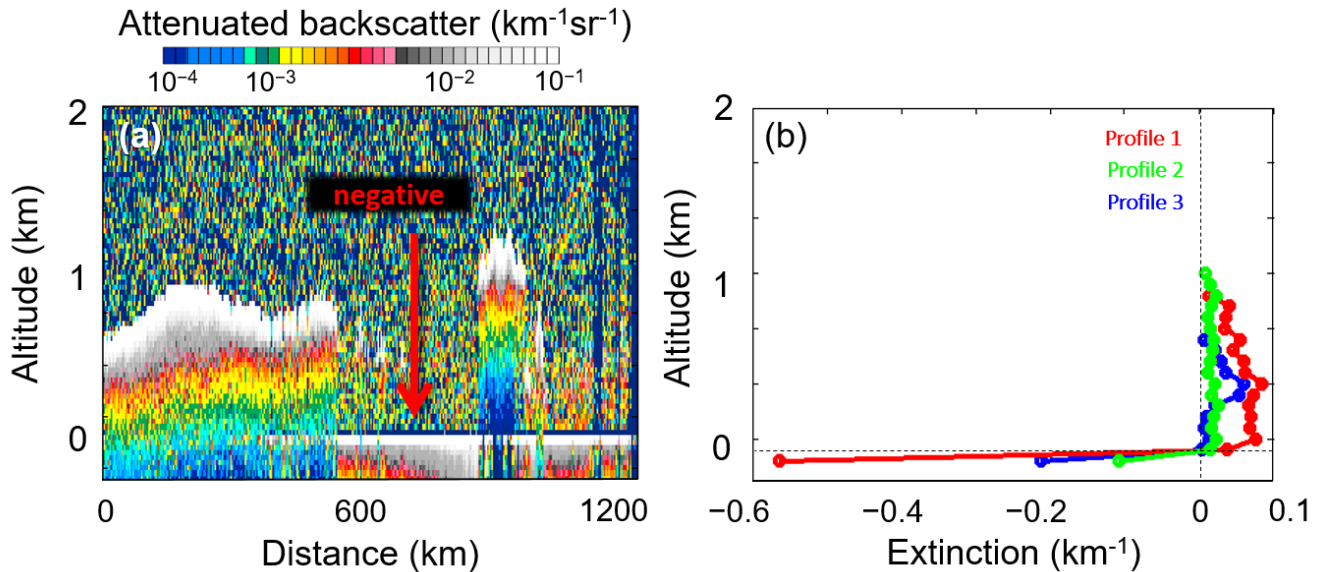 Attenuated backscatter (km⁻¹sr⁻¹)
10⁻⁴ 10⁻³ 10⁻² 10⁻¹
(a)
negative
2
1
0
Altitude (km)
0 600 1200
Distance (km)
(b)
Profile 1
Profile 2
Profile 3
2
1
0
Altitude (km)
−0.6 −0.4 −0.2 0 0.1
Extinction (km⁻¹)